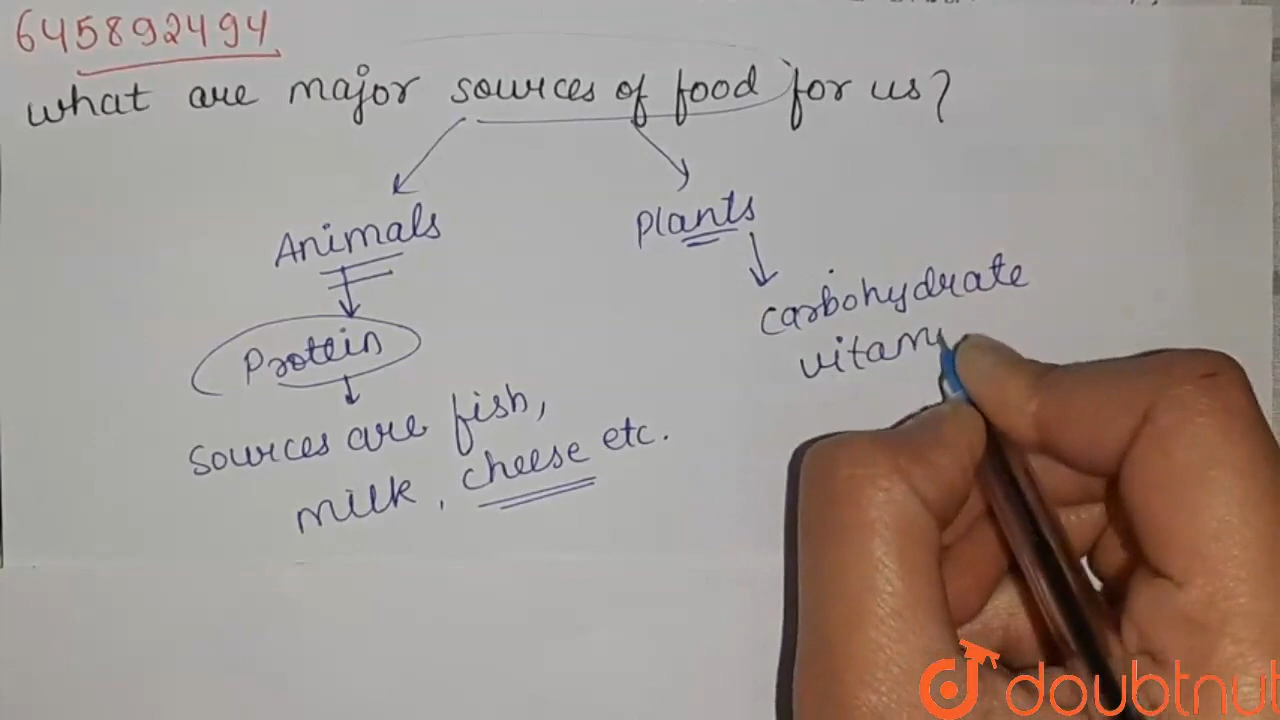 645892494
what are major sources of food for us?
Animals
Plants
Protein
carbohydrate
vitam
sources are fish,
milk, cheese etc.
doubtnut